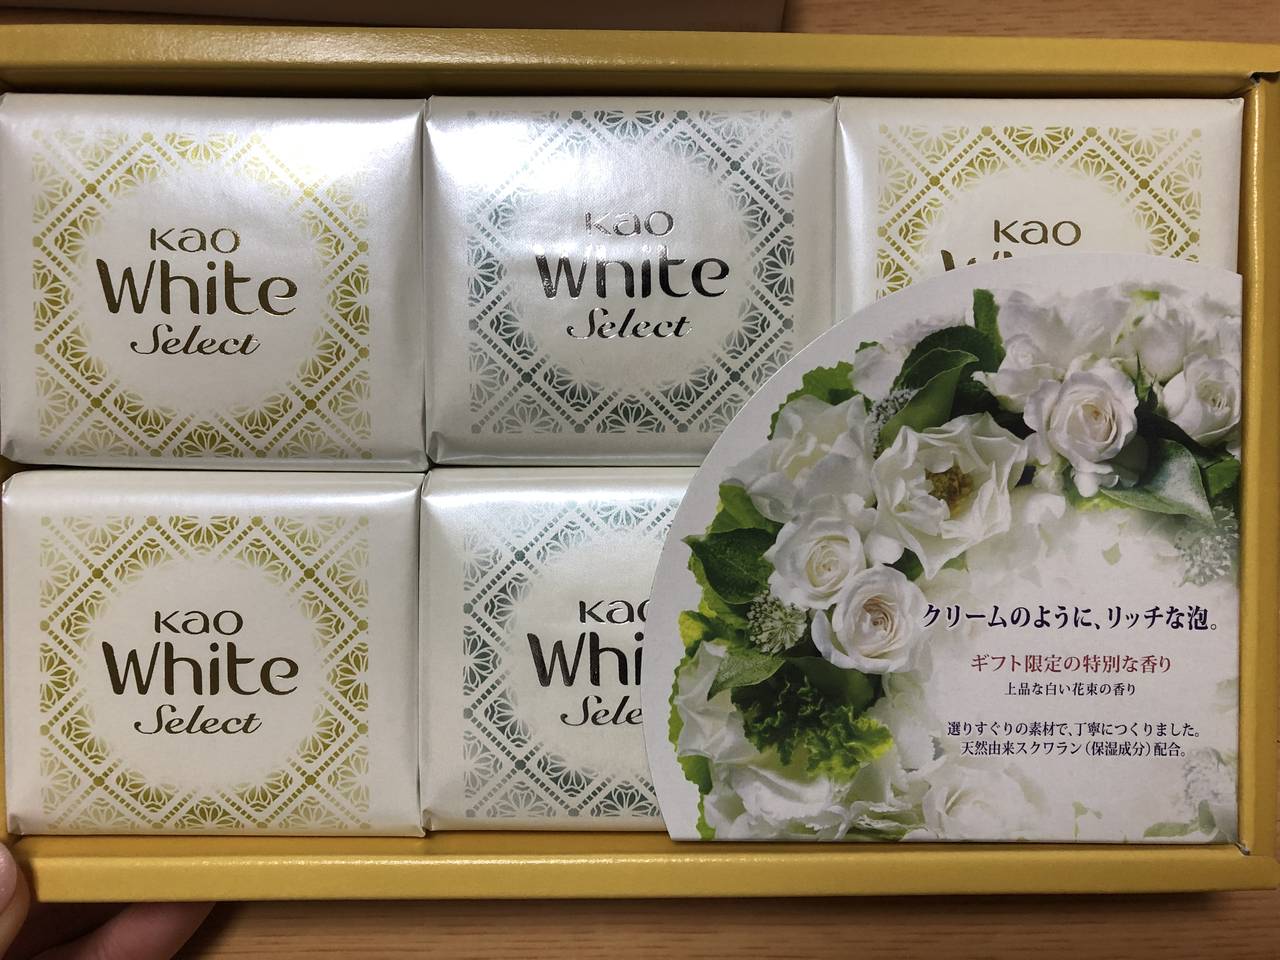 Kao
White
Select
Kao
White
Select
Kao
Kao
White
Select
Kao
Whi
Sele
クリームのように、リッチな泡。
ギフト限定の特別な香り
上品な白い花束の香り
選りすぐりの素材で、丁寧につくりました。
天然由来スクワラン（保湿成分）配合。